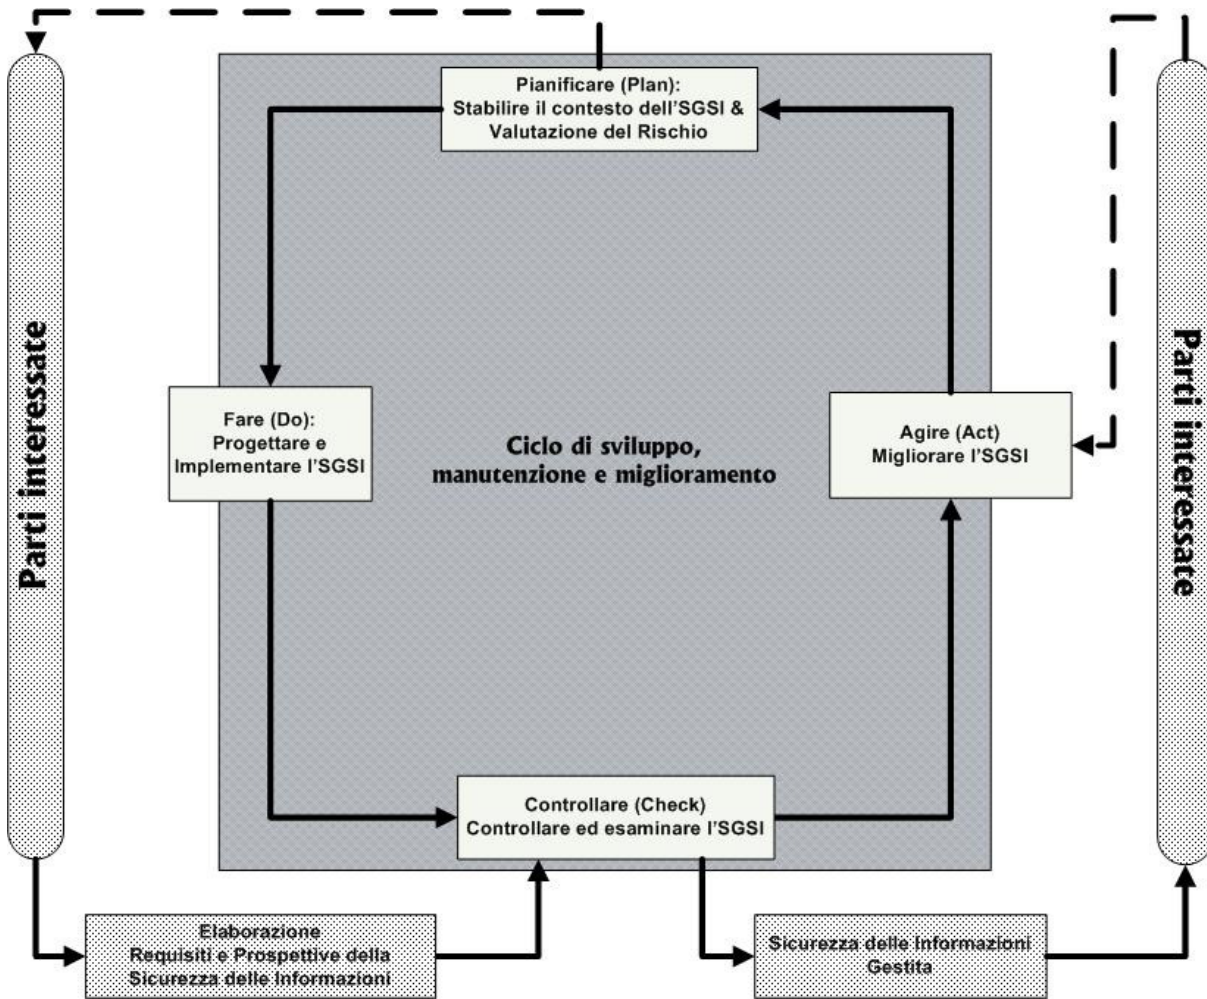 Pianificare (Plan):
Stabilire il contesto dell'SGSI &
Valutazione del Rischio
Parti interessate
Fare (Do):
Progettare e
Implementare l'SGSI
Ciclo di sviluppo,
manutenzione e miglioramento
Agire (Act)
Migliorare l'SGSI
Parti interessate
Controllare (Check)
Controllare ed esaminare l'SGSI
Elaborazione
Requisiti e Prospettive della
Sicurezza delle Informazioni
Sicurezza delle Informazioni
Gestita